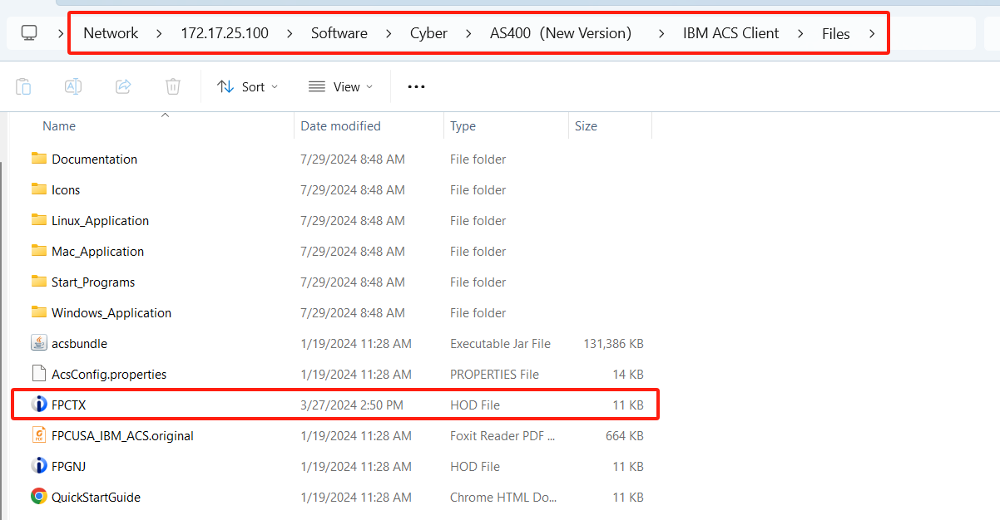 Network > 172.17.25.100 > Software > Cyber > AS400 (New Version) > IBM ACS Client > Files >
Sort View ...
Name Date modified Type Size
Documentation 7/29/2024 8:48 AM File folder
Icons 7/29/2024 8:48 AM File folder
Linux_Application 7/29/2024 8:48 AM File folder
Mac_Application 7/29/2024 8:48 AM File folder
Start_Programs 7/29/2024 8:48 AM File folder
Windows_Application 7/29/2024 8:48 AM File folder
acsbundle 1/19/2024 11:28 AM Executable Jar File 131,386 KB
AcsConfig.properties 1/19/2024 11:28 AM PROPERTIES File 14 KB
FPCTX 3/27/2024 2:50 PM HOD File 11 KB
FPCUSA_IBM_ACS.original 1/19/2024 11:28 AM Foxit Reader PDF ... 664 KB
FPGNJ 1/19/2024 11:28 AM HOD File 11 KB
QuickStartGuide 1/19/2024 11:28 AM Chrome HTML Do... 11 KB